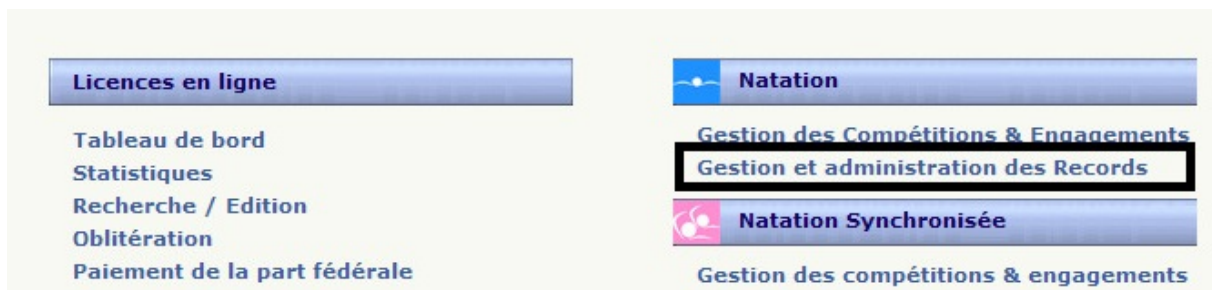 Licences en ligne
Tableau de bord
Statistiques
Recherche / Edition
Oblitération
Paiement de la part fédérale
Natation
Gestion des Compétitions & Engagements
Gestion et administration des Records
Natation Synchronisée
Gestion des compétitions & engagements